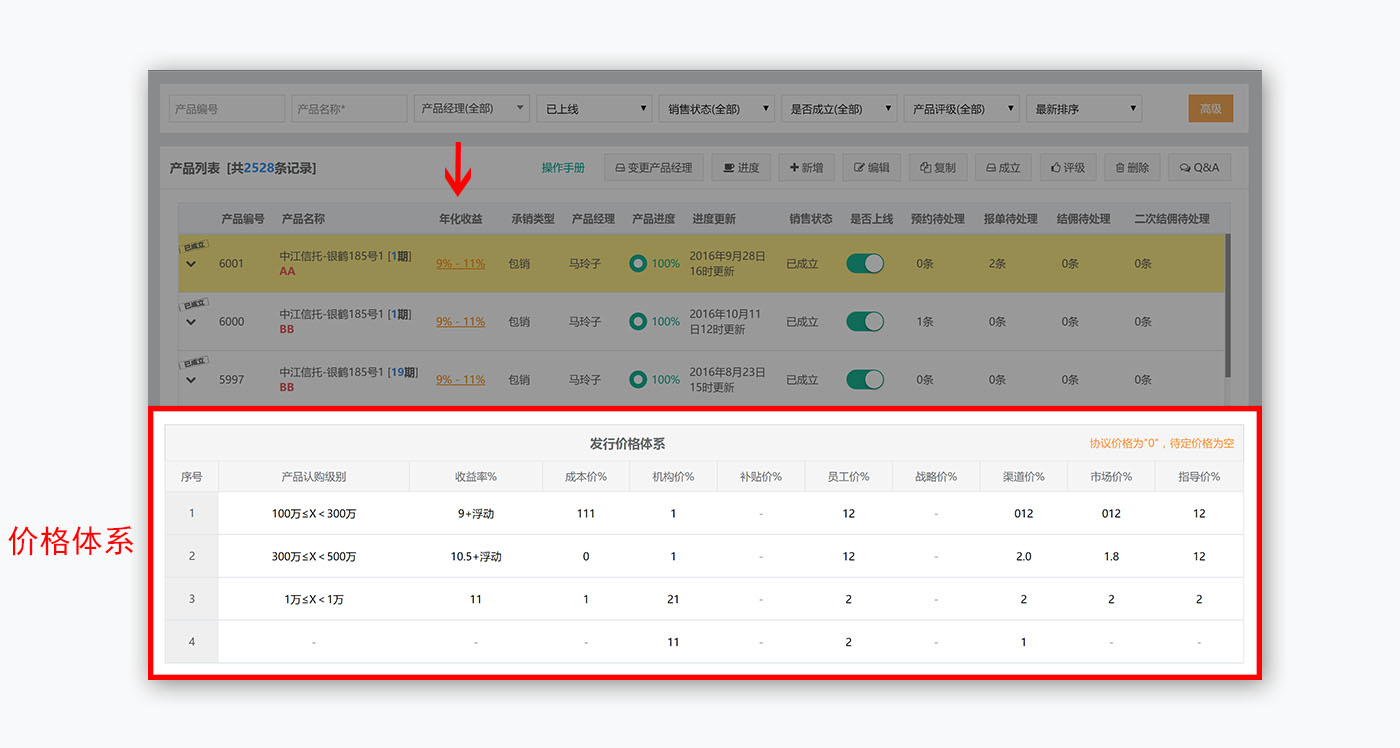 产品编号 产品名称* 产品经理(全部) 已上线 销售状态(全部) 是否成立(全部) 产品评级(全部) 最新排序 高级
产品列表 [共2528条记录] 操作手册 变更产品经理 进度 新增 编辑 复制 成立 评级 删除 Q&A
产品编号 产品名称 年化收益 承销类型 产品经理 产品进度 进度更新 销售状态 是否上线 预约待处理 报单待处理 结佣待处理 二次结佣待处理
已成立
6001 中江信托-银鹤185号1 [1期] 9% - 11% 包销 马玲子 100% 2016年9月28日 已成立 0条 2条 0条 0条
AA 16时更新
已成立
6000 中江信托-银鹤185号1 [1期] 9% - 11% 包销 马玲子 100% 2016年10月11 已成立 1条 0条 0条 0条
BB 日12时更新
已成立
5997 中江信托-银鹤185号1 [19期] 9% - 11% 包销 马玲子 100% 2016年8月23日 已成立 0条 0条 0条 0条
BB 15时更新
发行价格体系 协议价格为"0"，待定价格为空
序号 产品认购级别 收益率% 成本价% 机构价% 补贴价% 员工价% 战略价% 渠道价% 市场价% 指导价%
1 100万≤X＜300万 9+浮动 111 1 - 12 - 012 012 12
2 300万≤X＜500万 10.5+浮动 0 1 - 12 - 2.0 1.8 12
3 1万≤X＜1万 11 1 21 - 2 - 2 2 2
4 - - - 11 - 2 - 1 - -
价格体系